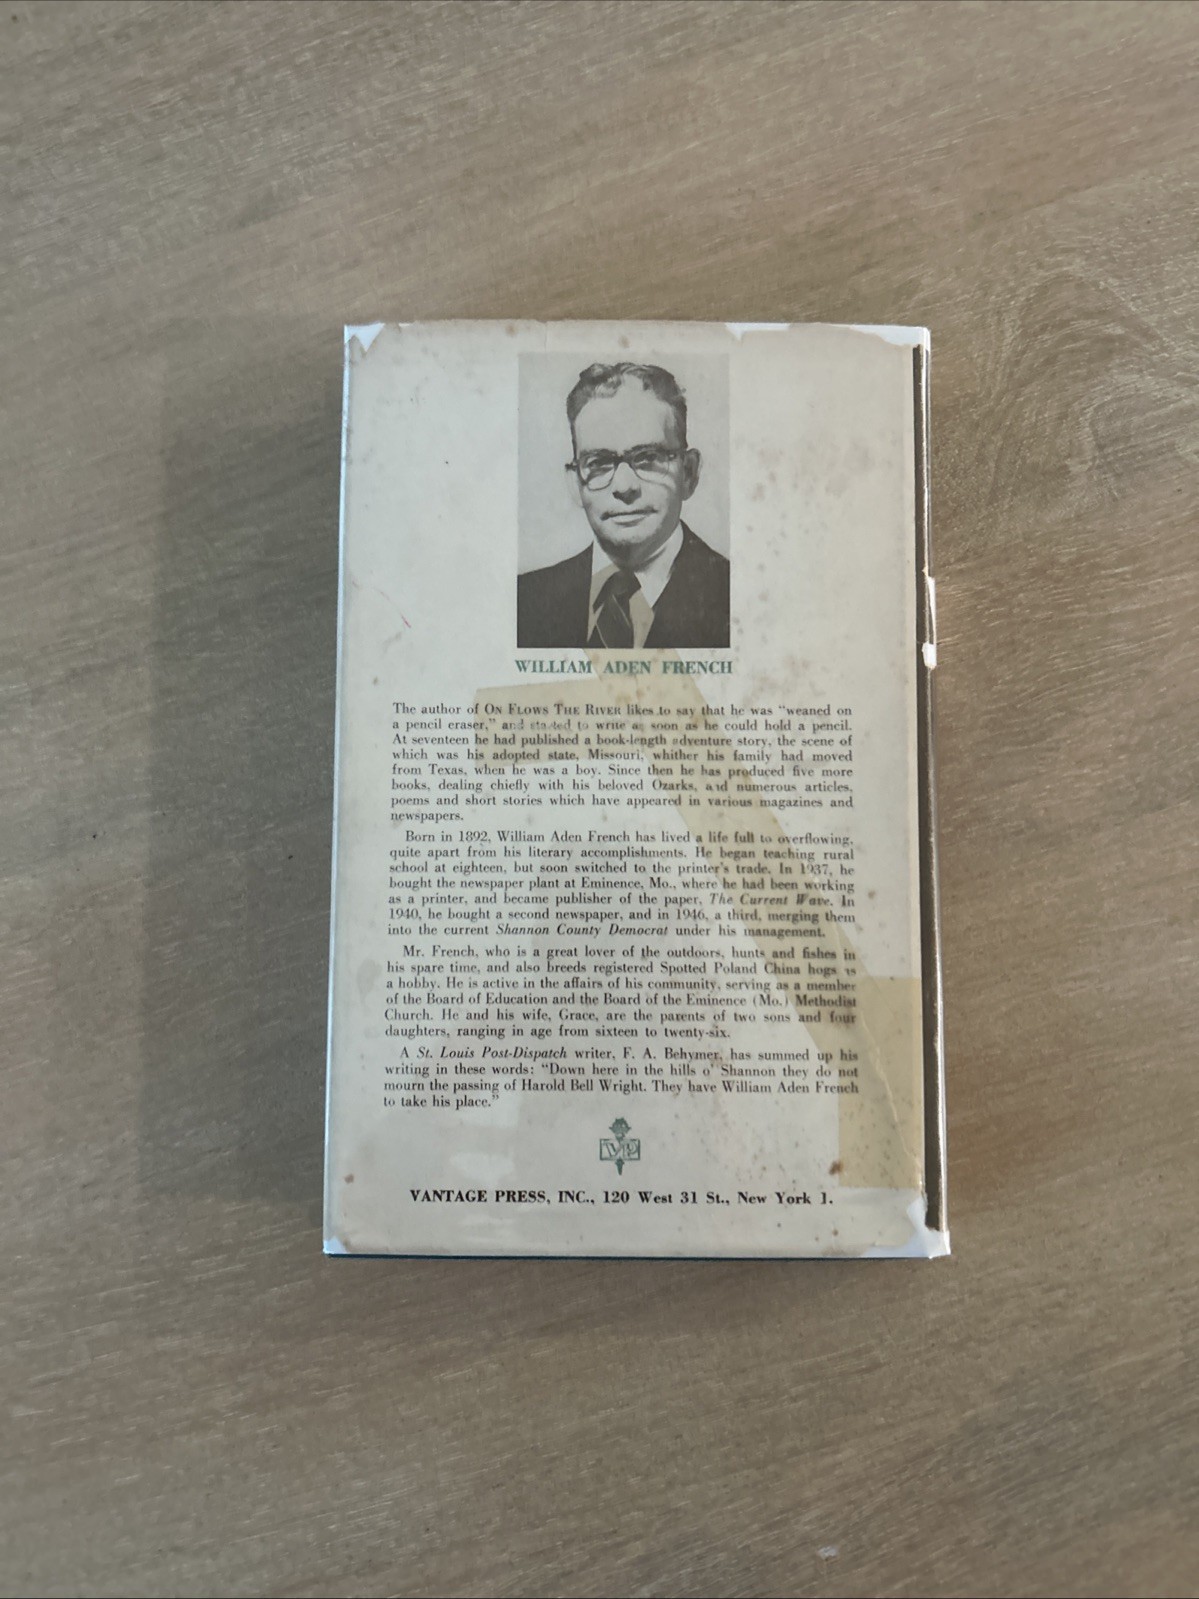 WILLIAM ADEN FRENCH
The author of ON FLOWS THE RIVER likes to say that he was "weaned on
a pencil eraser," and started to write as soon as he could hold a pencil.
At seventeen he had published a book-length adventure story, the scene of
which was his adopted state, Missouri, whither his family had moved
from Texas, when he was a boy. Since then he has produced five more
books, dealing chiefly with his beloved Ozarks, and numerous articles,
poems and short stories which have appeared in various magazines and
newspapers.
Born in 1892, William Aden French has lived a life full to overflowing,
quite apart from his literary accomplishments. He began teaching rural
school at eighteen, but soon switched to the printer's trade. In 1937, he
bought the newspaper plant at Eminence, Mo., where he had been working
as a printer, and became publisher of the paper, The Current Wave. In
1940, he bought a second newspaper, and in 1946, a third, merging them
into the current Shannon County Democrat under his management.
Mr. French, who is a great lover of the outdoors, hunts and fishes in
his spare time, and also breeds registered Spotted Poland China hogs as
a hobby. He is active in the affairs of his community, serving as a member
of the Board of Education and the Board of the Eminence (Mo.) Methodist
Church. He and his wife, Grace, are the parents of two sons and four
daughters, ranging in age from sixteen to twenty-six.
A St. Louis Post-Dispatch writer, F. A. Behymer, has summed up his
writing in these words: "Down here in the hills o' Shannon they do not
mourn the passing of Harold Bell Wright. They have William Aden French
to take his place."
VP
VANTAGE PRESS, INC., 120 West 31 St., New York 1.